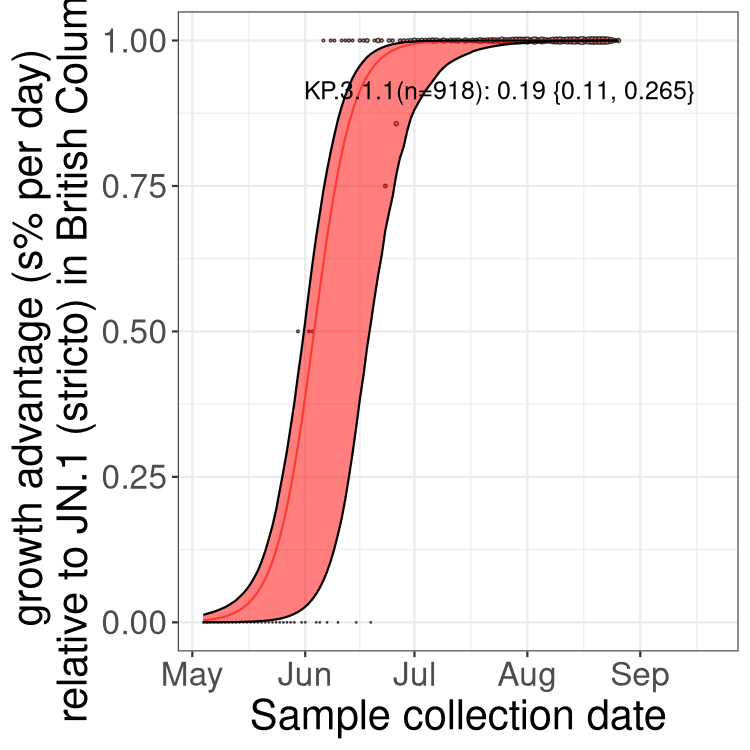 growth advantage (s% per day)
relative to JN.1 (stricto) in British Colum
1.00
0.75
0.50
0.25
0.00
KP.3.1.1(n=918): 0.19 {0.11, 0.265}
May Jun Jul Aug Sep
Sample collection date